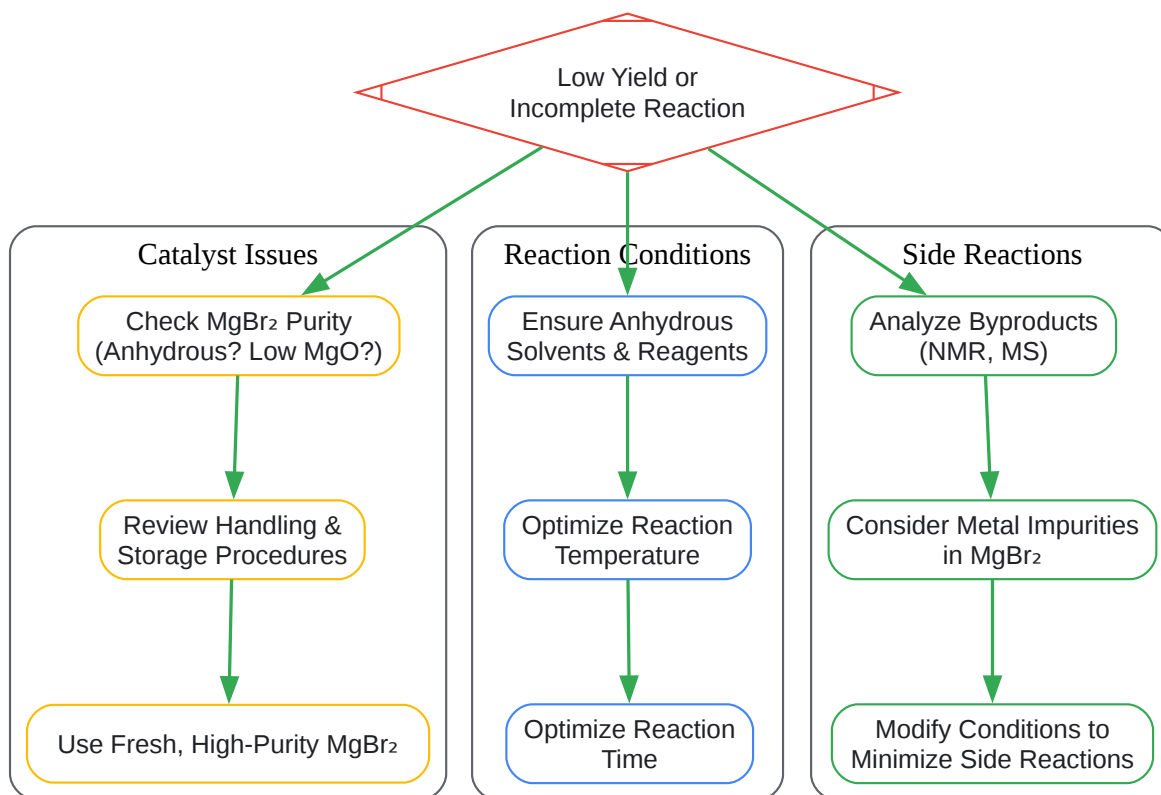 Low Yield or
Incomplete Reaction
Catalyst Issues
Check MgBr₂ Purity
(Anhydrous? Low MgO?)
Review Handling &
Storage Procedures
Use Fresh, High-Purity MgBr₂
Reaction Conditions
Ensure Anhydrous
Solvents & Reagents
Optimize Reaction
Temperature
Optimize Reaction
Time
Side Reactions
Analyze Byproducts
(NMR, MS)
Consider Metal Impurities
in MgBr₂
Modify Conditions to
Minimize Side Reactions